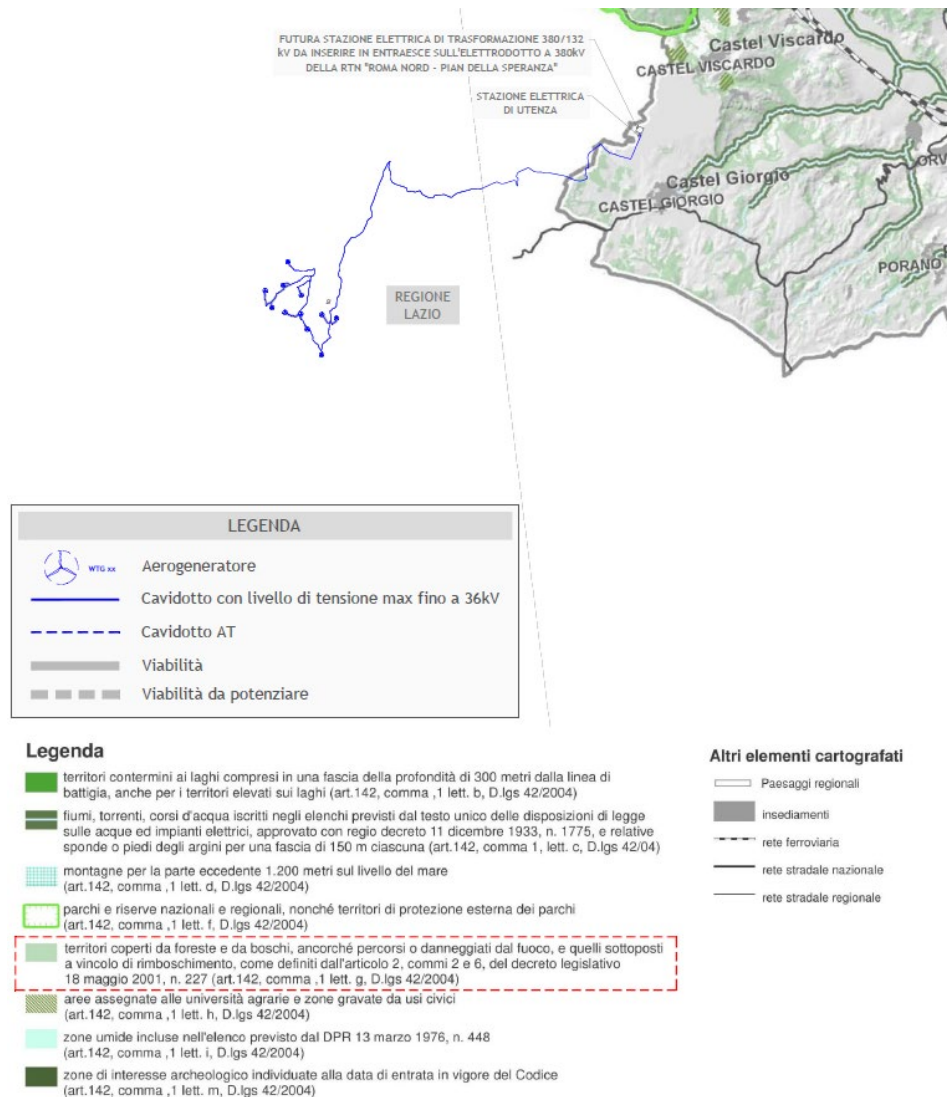 FUTURA STAZIONE ELETTRICA DI TRASFORMAZIONE 380/132
kV DA INSERIRE IN ENTRAESCE SULL'ELETTRODOTTO A 380kV
DELLA RTN "ROMA NORD - PIAN DELLA SPERANZA"
STAZIONE ELETTRICA
DI UTENZA
Castel Viscardo
CASTEL VISCARDO
Castel Giorgio
CASTEL GIORGIO
ORV
PORANO
REGIONE
LAZIO
LEGENDA
WTG xx Aerogeneratore
Cavidotto con livello di tensione max fino a 36kV
Cavidotto AT
Viabilità
Viabilità da potenziare
Legenda
territori contermini ai laghi compresi in una fascia della profondità di 300 metri dalla linea di
battigia, anche per i territori elevati sui laghi (art.142, comma ,1 lett. b, D.lgs 42/2004)
fiumi, torrenti, corsi d'acqua iscritti negli elenchi previsti dal testo unico delle disposizioni di legge
sulle acque ed impianti elettrici, approvato con regio decreto 11 dicembre 1933, n. 1775, e relative
sponde o piedi degli argini per una fascia di 150 m ciascuna (art.142, comma 1, lett. c, D.lgs 42/04)
montagne per la parte eccedente 1.200 metri sul livello del mare
(art.142, comma ,1 lett. d, D.lgs 42/2004)
parchi e riserve nazionali e regionali, nonché territori di protezione esterna dei parchi
(art.142, comma ,1 lett. f, D.lgs 42/2004)
territori coperti da foreste e da boschi, ancorché percorsi o danneggiati dal fuoco, e quelli sottoposti
a vincolo di rimboschimento, come definiti dall'articolo 2, commi 2 e 6, del decreto legislativo
18 maggio 2001, n. 227 (art.142, comma ,1 lett. g, D.lgs 42/2004)
aree assegnate alle università agrarie e zone gravate da usi civici
(art.142, comma ,1 lett. h, D.lgs 42/2004)
zone umide incluse nell'elenco previsto dal DPR 13 marzo 1976, n. 448
(art.142, comma ,1 lett. i, D.lgs 42/2004)
zone di interesse archeologico individuate alla data di entrata in vigore del Codice
(art.142, comma ,1 lett. m, D.lgs 42/2004)
Altri elementi cartografati
Paesaggi regionali
insediamenti
rete ferroviaria
rete stradale nazionale
rete stradale regionale